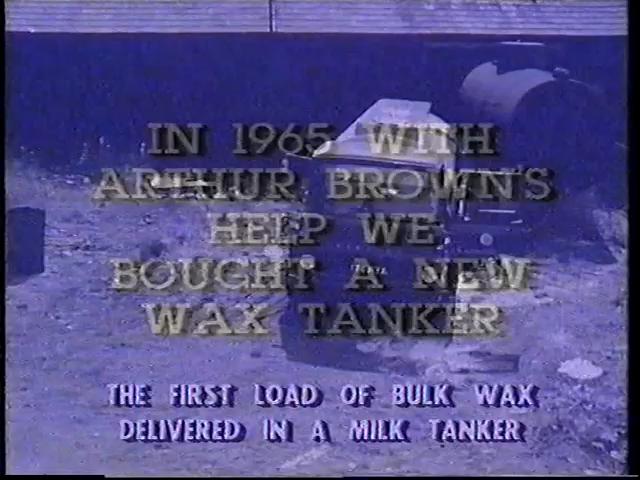 IN 1965 WITH
ARTHUR BROWN'S
HELP WE
BOUGHT A NEW
WAX TANKER
THE FIRST LOAD OF BULK WAX
DELIVERED IN A MILK TANKER